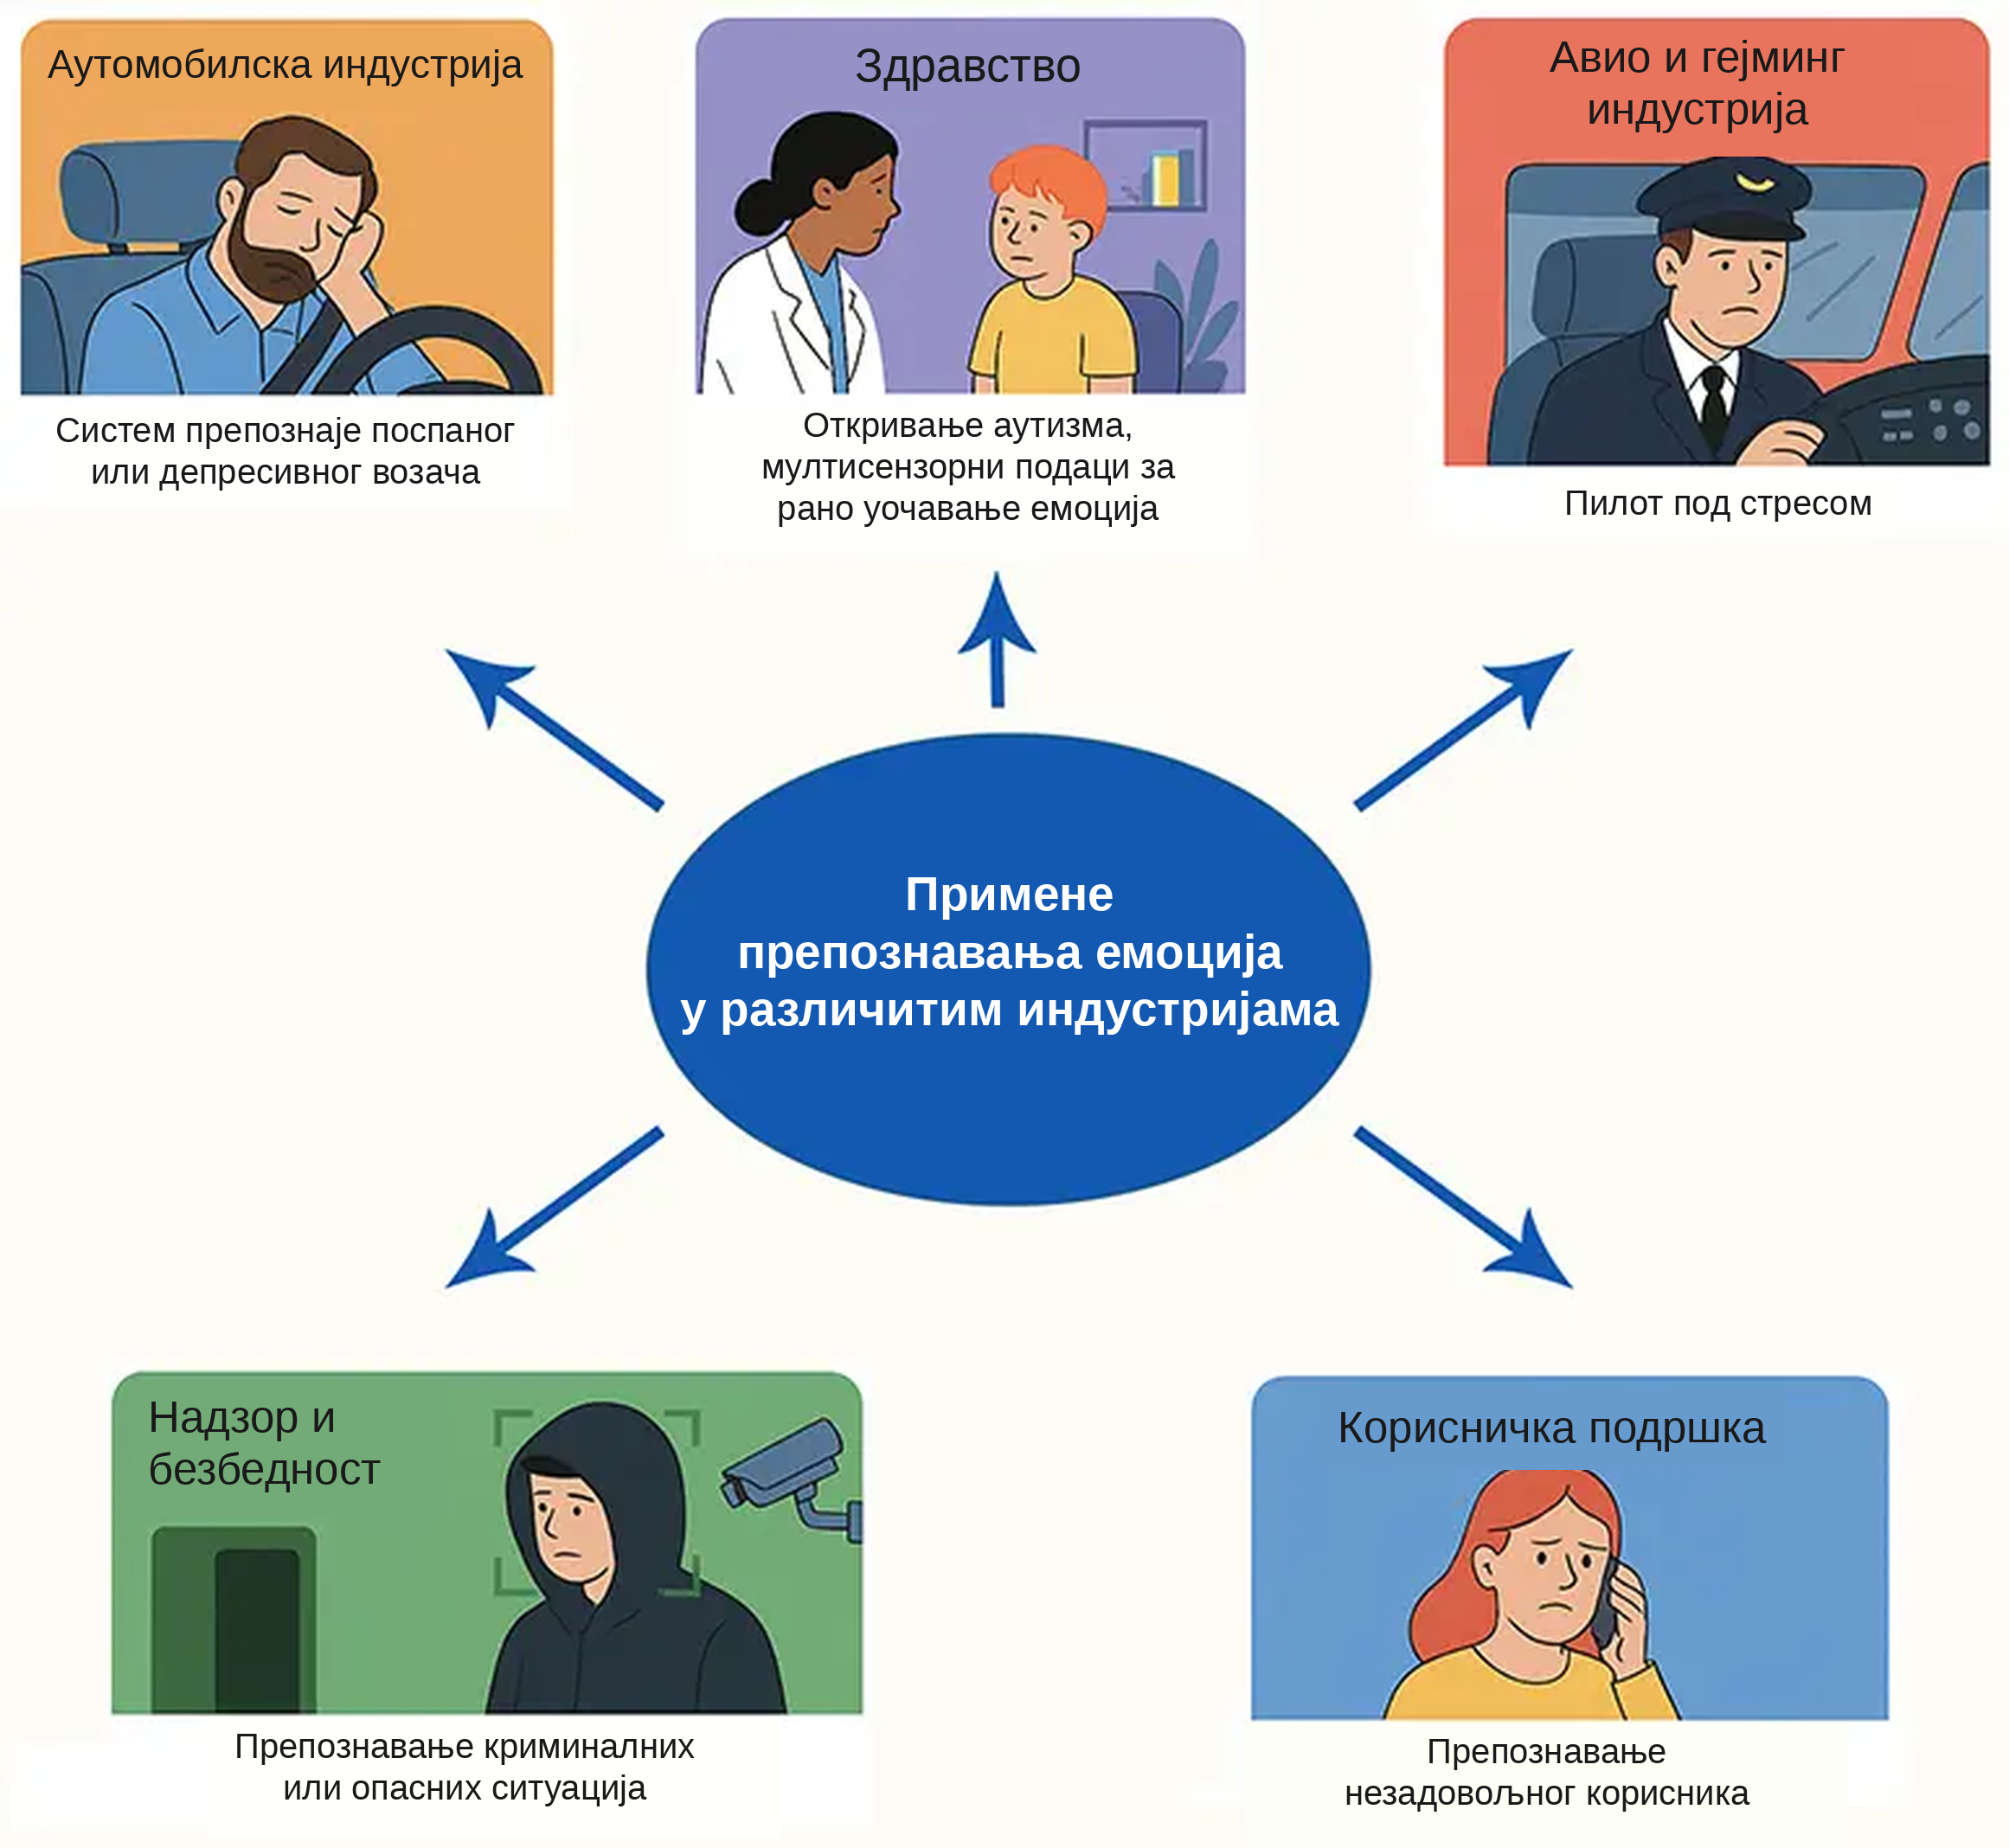 Аутомобилска индустрија
Систем препознаје поспаног
или депресивног возача
Здравство
Откривање аутизма,
мултисензорни подаци за
рано уочавање емоција
Авио и гејминг
индустрија
Пилот под стресом
Примене
препознавања емоција
у различитим индустријама
Надзор и
безбедност
Препознавање криминалних
или опасних ситуација
Корисничка подршка
Препознавање
незадовољног корисника